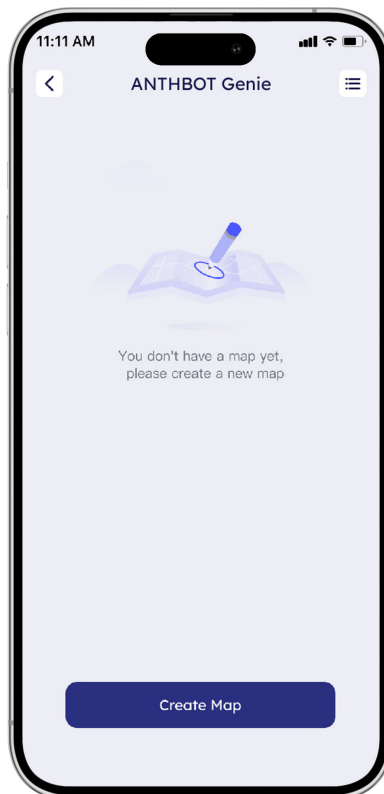 11:11 AM
ANTHBOT Genie
You don't have a map yet,
please create a new map
Create Map